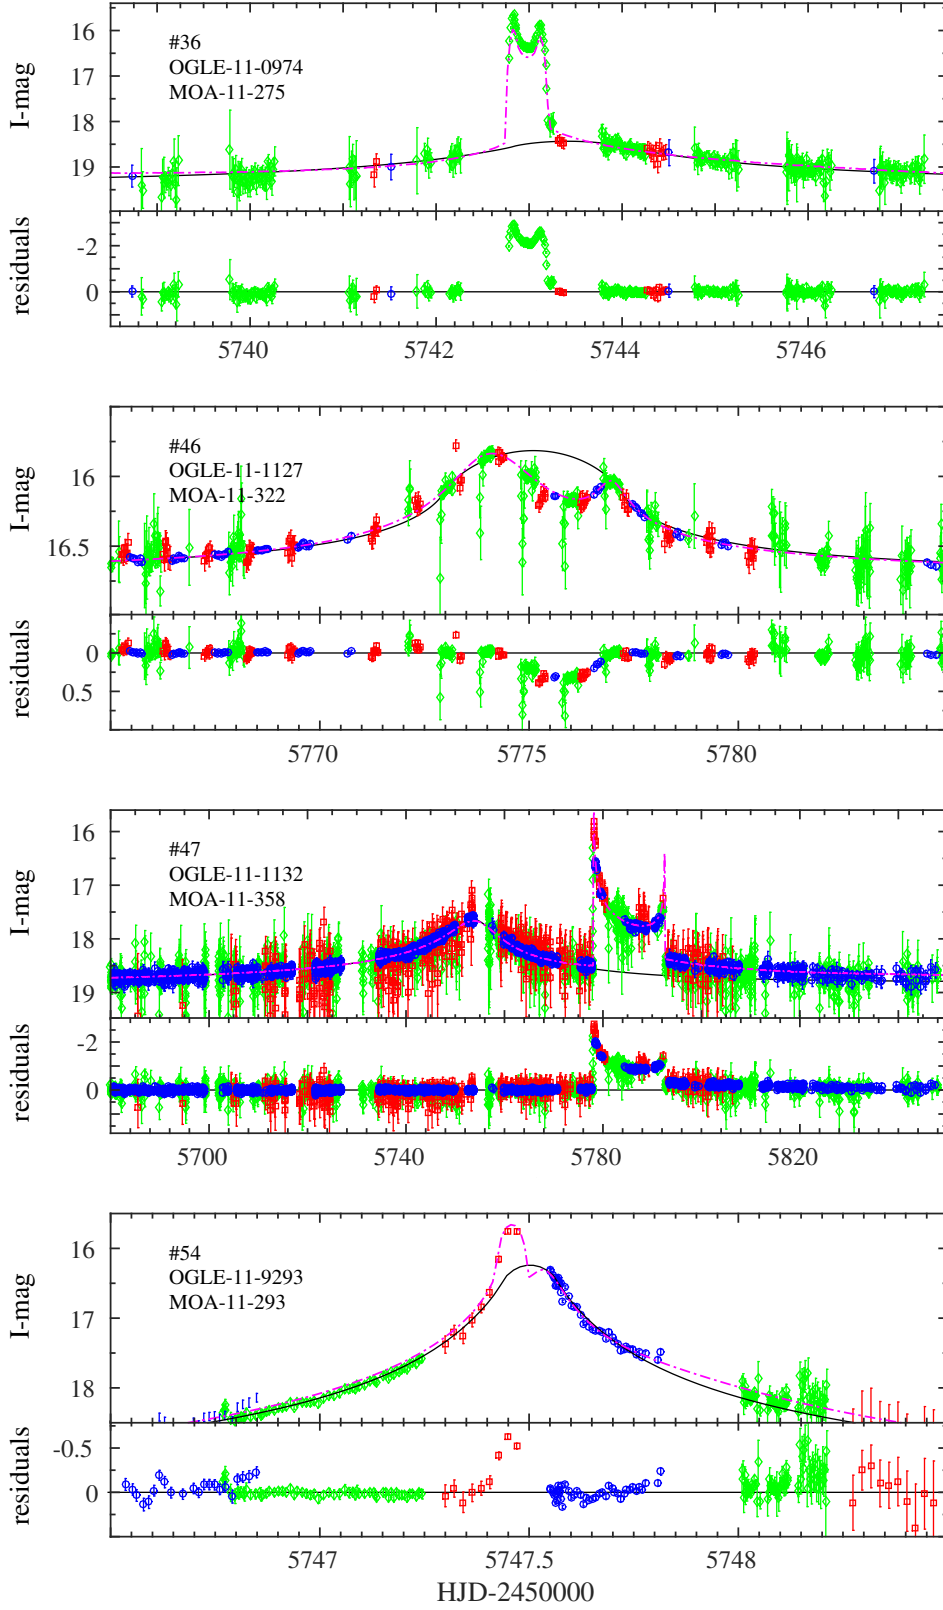 I-mag
16
17
18
19
#36
OGLE-11-0974
MOA-11-275
residuals
-2
0
5740
5742
5744
5746
I-mag
16
16.5
#46
OGLE-11-1127
MOA-11-322
residuals
0
0.5
5770
5775
5780
I-mag
16
17
18
19
#47
OGLE-11-1132
MOA-11-358
residuals
-2
0
5700
5740
5780
5820
I-mag
16
17
18
#54
OGLE-11-9293
MOA-11-293
residuals
-0.5
0
5747
5747.5
5748
HJD-2450000